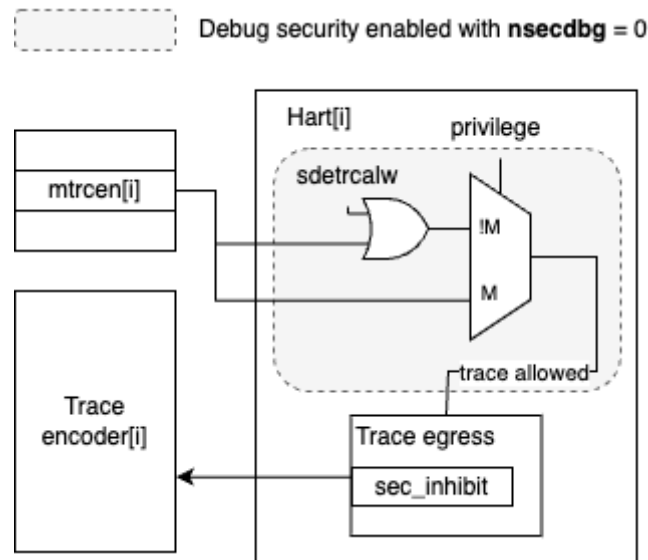 Debug security enabled with nsecdbg = 0
Hart[i]
privilege
mtrcen[i]
sdetrcalw
!M
M
trace allowed
Trace
encoder[i]
Trace egress
sec_inhibit